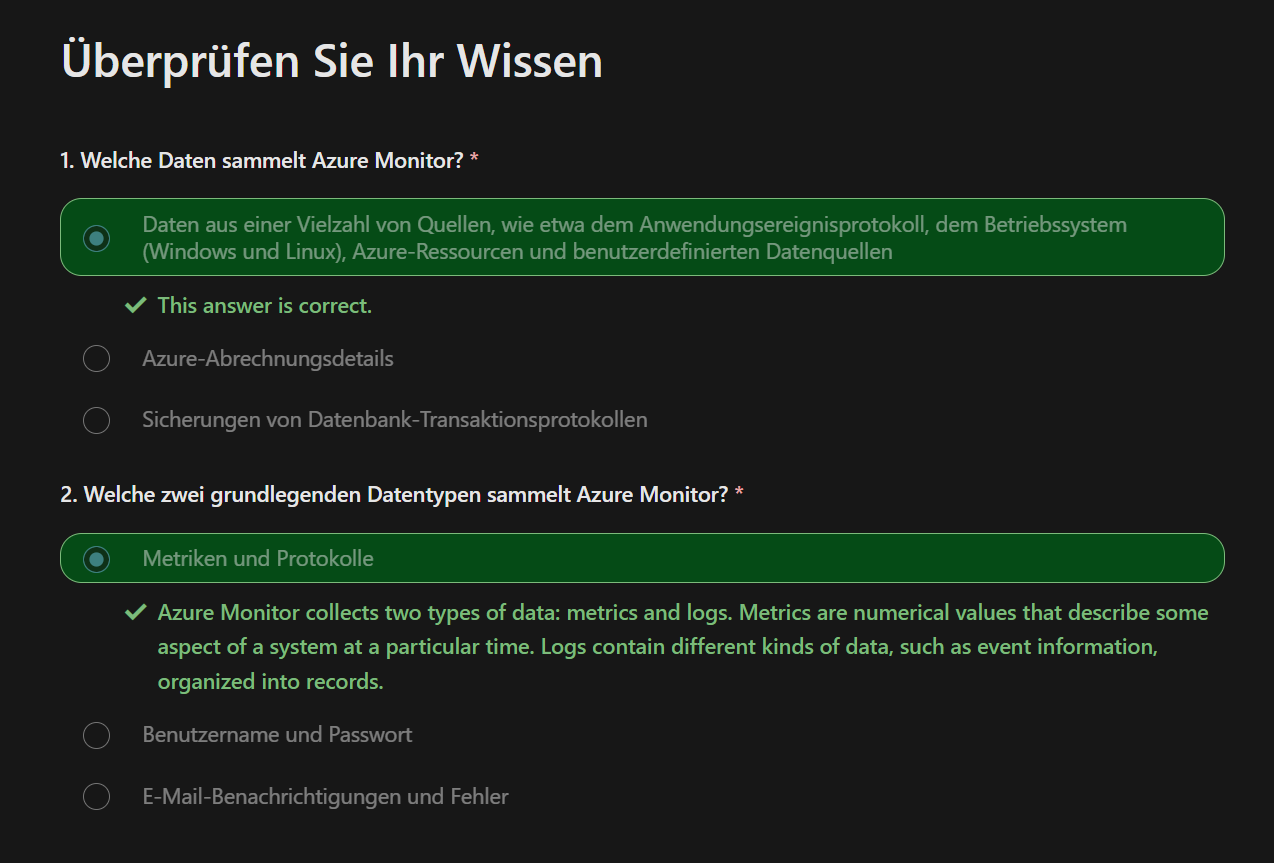 Überprüfen Sie Ihr Wissen
1. Welche Daten sammelt Azure Monitor? *
Daten aus einer Vielzahl von Quellen, wie etwa dem Anwendungsereignisprotokoll, dem Betriebssystem
(Windows und Linux), Azure-Ressourcen und benutzerdefinierten Datenquellen
This answer is correct.
Azure-Abrechnungsdetails
Sicherungen von Datenbank-Transaktionsprotokollen
2. Welche zwei grundlegenden Datentypen sammelt Azure Monitor? *
Metriken und Protokolle
Azure Monitor collects two types of data: metrics and logs. Metrics are numerical values that describe some
aspect of a system at a particular time. Logs contain different kinds of data, such as event information,
organized into records.
Benutzername und Passwort
E-Mail-Benachrichtigungen und Fehler